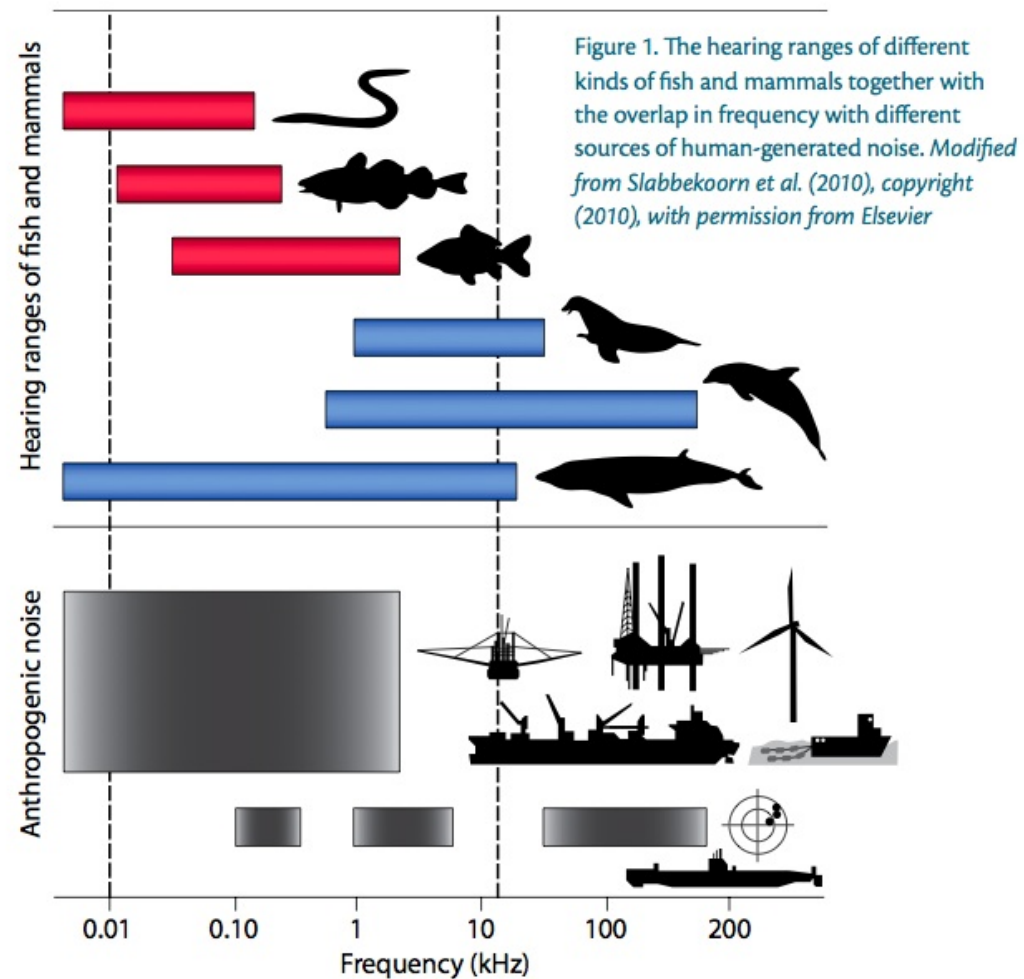 Figure 1. The hearing ranges of different
kinds of fish and mammals together with
the overlap in frequency with different
sources of human-generated noise. Modified
from Slabbekoorn et al. (2010), copyright
(2010), with permission from Elsevier
Hearing ranges of fish and mammals
Anthropogenic noise
0.01 0.10 1 10 100 200
Frequency (kHz)